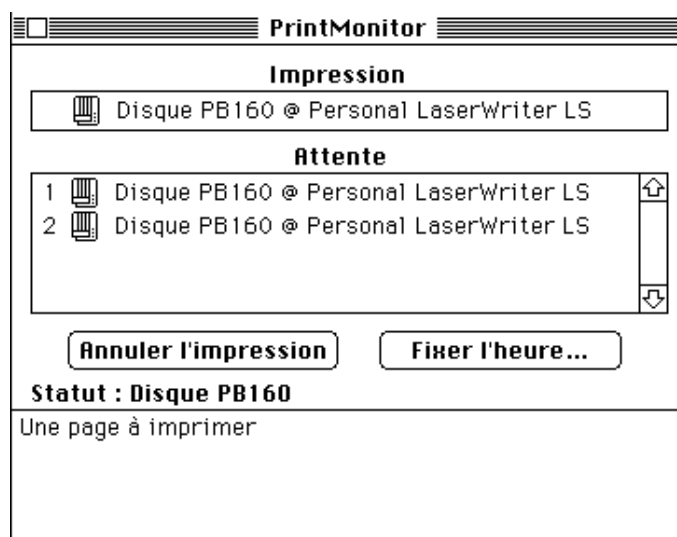 PrintMonitor
Impression
Disque PB160 @ Personal LaserWriter LS
Attente
1 Disque PB160 @ Personal LaserWriter LS
2 Disque PB160 @ Personal LaserWriter LS
Annuler l'impression Fixer l'heure...
Statut : Disque PB160
Une page à imprimer